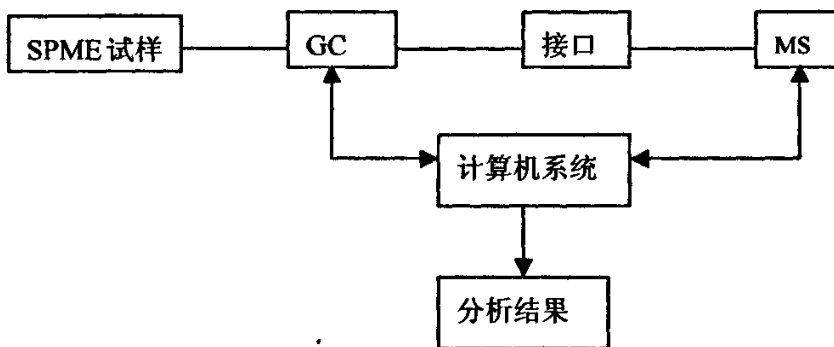 SPME试样
GC
接口
MS
计算机系统
分析结果